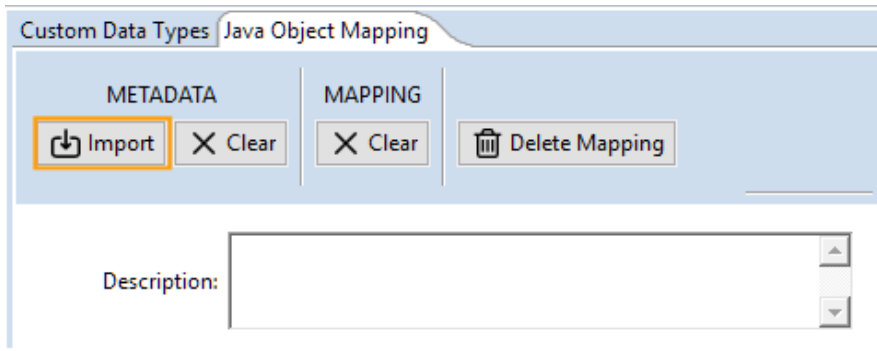 Custom Data Types Java Object Mapping
METADATA MAPPING
Import Clear Clear Delete Mapping
Description: